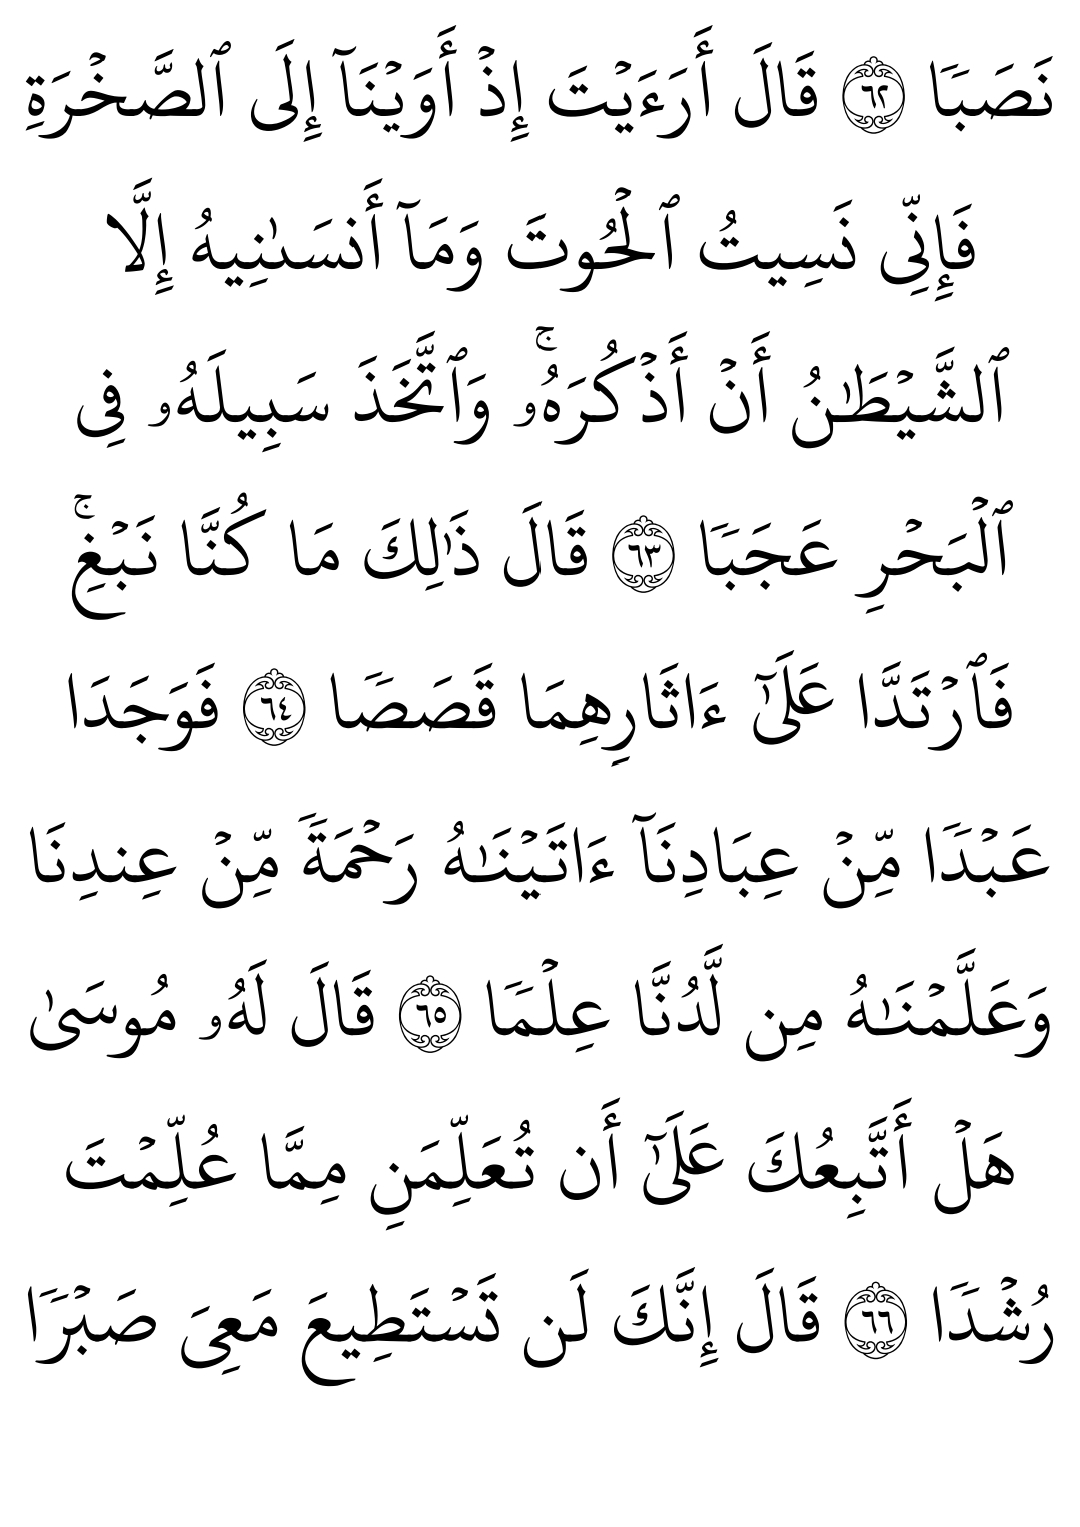 نَصَبٗا ٦٢ قَالَ أَرَءَيۡتَ إِذۡ أَوَيۡنَآ إِلَى ٱلصَّخۡرَةِ
فَإِنِّي نَسِيتُ ٱلۡحُوتَ وَمَآ أَنسَىٰنِيهُ إِلَّا
ٱلشَّيۡطَٰنُ أَنۡ أَذۡكُرَهُۥۚ وَٱتَّخَذَ سَبِيلَهُۥ فِي
ٱلۡبَحۡرِ عَجَبٗا ٦٣ قَالَ ذَٰلِكَ مَا كُنَّا نَبۡغِۚ
فَٱرۡتَدَّا عَلَىٰٓ ءَاثَارِهِمَا قَصَصٗا ٦٤ فَوَجَدَا
عَبۡدٗا مِّنۡ عِبَادِنَآ ءَاتَيۡنَٰهُ رَحۡمَةٗ مِّنۡ عِندِنَا
وَعَلَّمۡنَٰهُ مِن لَّدُنَّا عِلۡمٗا ٦٥ قَالَ لَهُۥ مُوسَىٰ
هَلۡ أَتَّبِعُكَ عَلَىٰٓ أَن تُعَلِّمَنِ مِمَّا عُلِّمۡتَ
رُشۡدٗا ٦٦ قَالَ إِنَّكَ لَن تَسۡتَطِيعَ مَعِيَ صَبۡرٗا